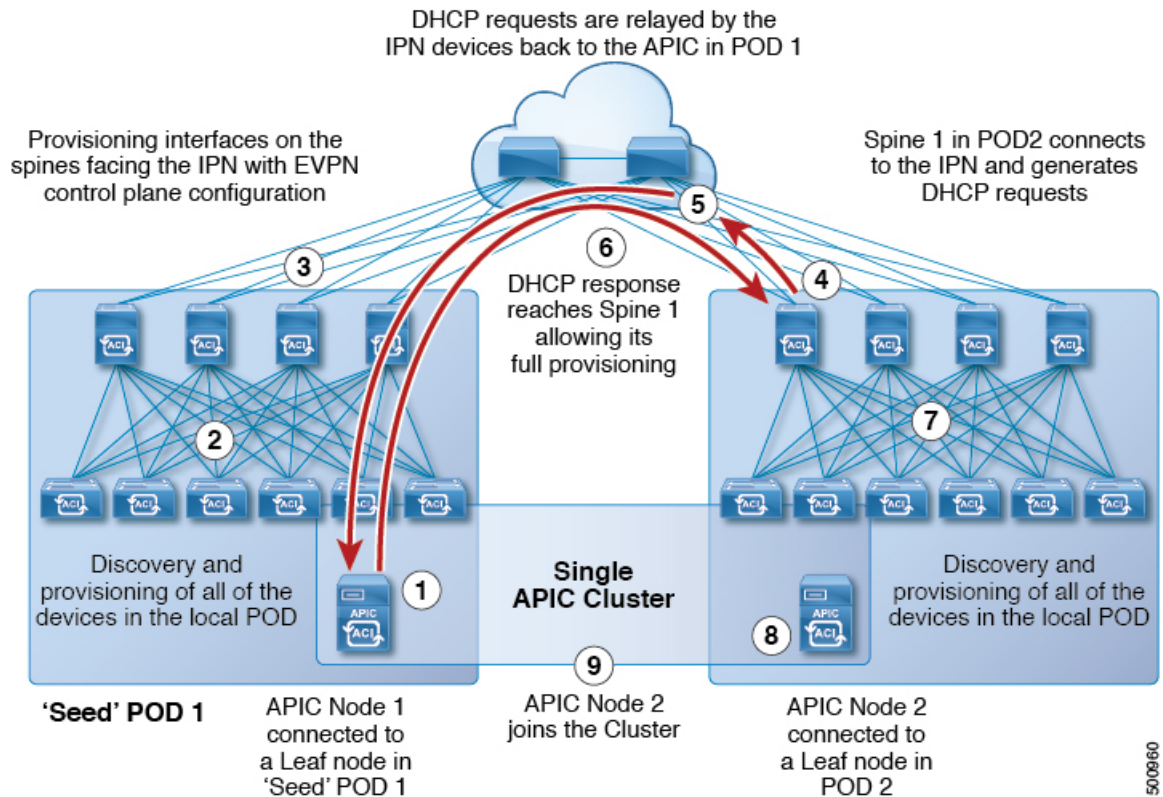 DHCP requests are relayed by the
IPN devices back to the APIC in POD 1
Provisioning interfaces on the
spines facing the IPN with EVPN
control plane configuration
Spine 1 in POD2 connects
to the IPN and generates
DHCP requests
5
6
3
4
DHCP response
reaches Spine 1
allowing its
full provisioning
ACI
ACI
ACI
ACI
ACI
ACI
ACI
ACI
2
7
ACI
ACI
ACI
ACI
ACI
ACI
ACI
ACI
ACI
ACI
ACI
ACI
Discovery and
provisioning of all of the
devices in the local POD
1
APIC
ACI
Single
APIC Cluster
8
APIC
ACI
Discovery and
provisioning of all of the
devices in the local POD
9
'Seed' POD 1
APIC Node 1
connected to
a Leaf node in
'Seed' POD 1
APIC Node 2
joins the Cluster
APIC Node 2
connected to
a Leaf node in
POD 2
500960